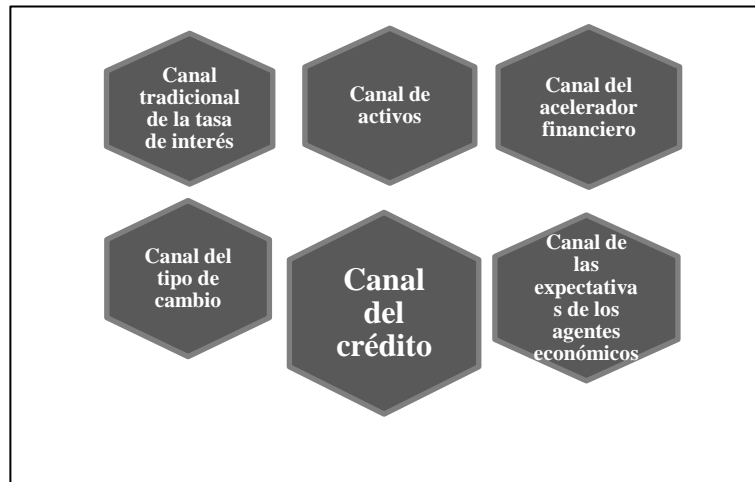 Canal
tradicional
de la tasa
de interés
Canal de
activos
Canal del
acelerador
financiero
Canal del
tipo de
cambio
Canal
del
crédito
Canal de
las
expectativa
s de los
agentes
económicos